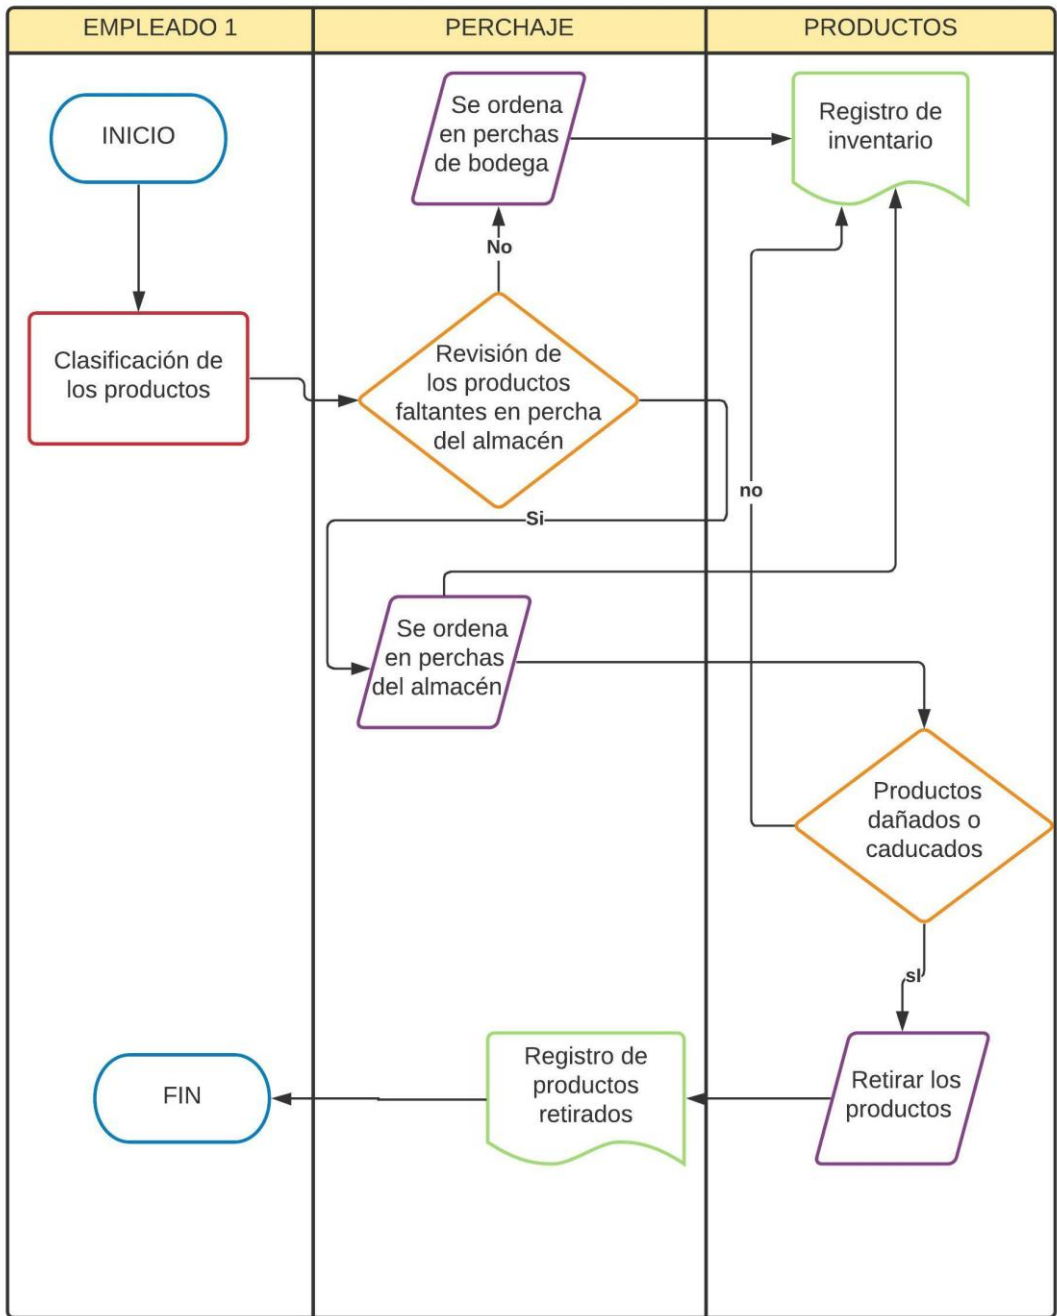 EMPLEADO 1
PERCHAJE
PRODUCTOS
INICIO
Se ordena
en perchas
de bodega
Registro de
inventario
No
Clasificación de
los productos
Revisión de
los productos
faltantes en percha
del almacén
no
Si
Se ordena
en perchas
del almacén
Productos
dañados o
caducados
sI
FIN
Registro de
productos
retirados
Retirar los
productos